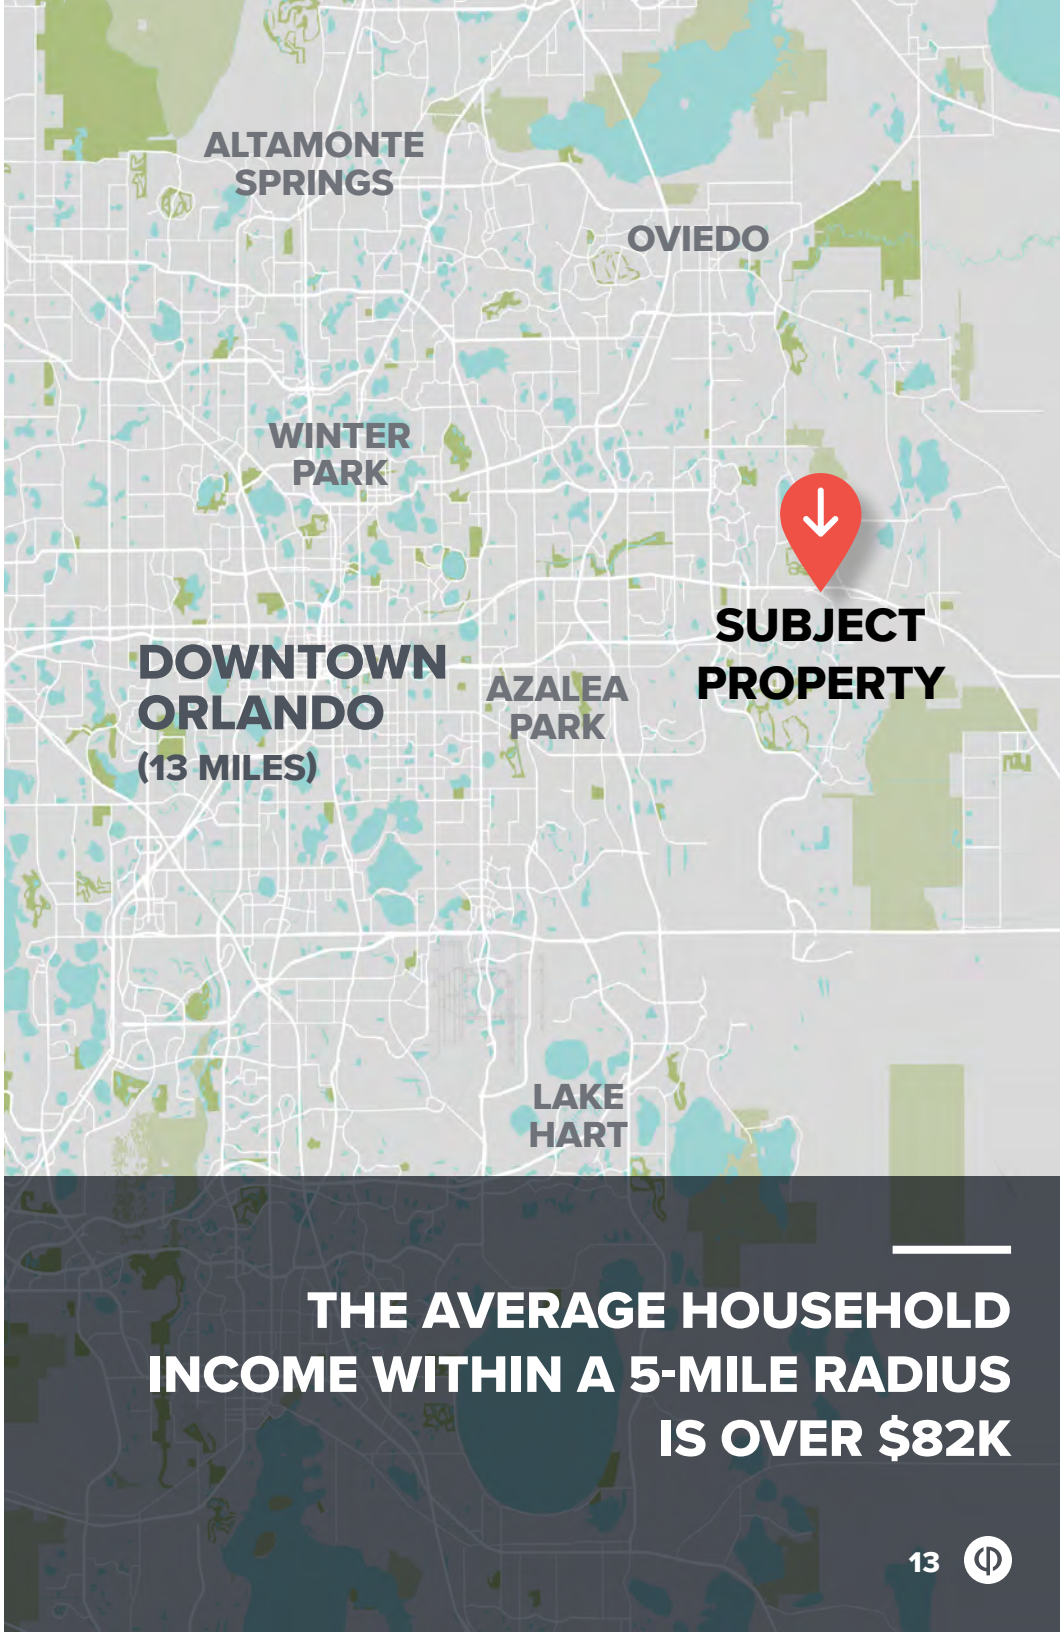 ALTAMONTE
SPRINGS
OVIEDO
WINTER
PARK
SUBJECT
PROPERTY
DOWNTOWN
ORLANDO
(13 MILES)
AZALEA
PARK
LAKE
HART
THE AVERAGE HOUSEHOLD
INCOME WITHIN A 5-MILE RADIUS
IS OVER $82K
13